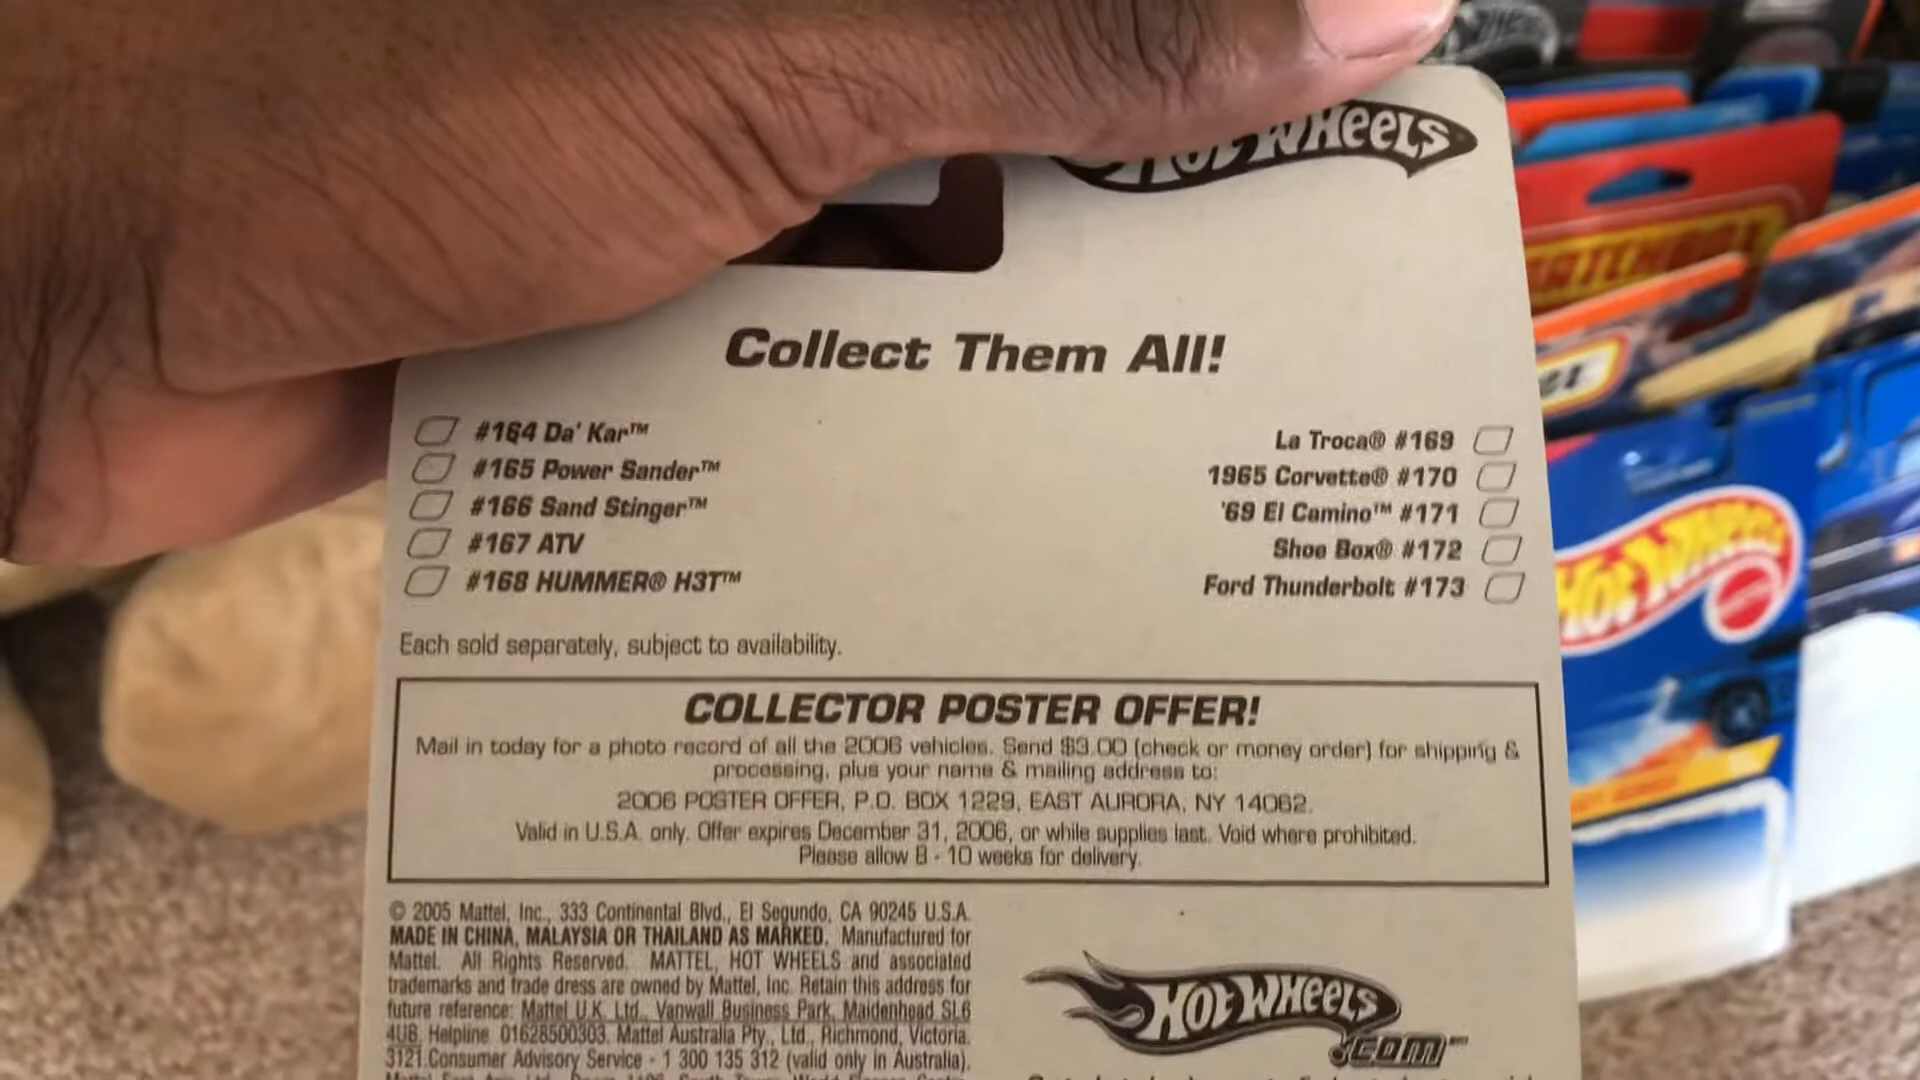 HOT WHEELS
Collect Them All!
#164 Da' Kar™
#165 Power Sander™
#166 Sand Stinger™
#167 ATV
#168 HUMMER® H3T™
La Troca® #169
1965 Corvette® #170
'69 El Camino™ #171
Shoe Box® #172
Ford Thunderbolt #173
Each sold separately, subject to availability.
COLLECTOR POSTER OFFER!
Mail in today for a photo record of all the 2006 vehicles. Send $3.00 (check or money order) for shipping &
processing, plus your name & mailing address to:
2006 POSTER OFFER, P.O. BOX 1229, EAST AURORA, NY 14062.
Valid in U.S.A. only. Offer expires December 31, 2006, or while supplies last. Void where prohibited.
Please allow 8 - 10 weeks for delivery.
© 2005 Mattel, Inc., 333 Continental Blvd., El Segundo, CA 90245 U.S.A.
MADE IN CHINA, MALAYSIA OR THAILAND AS MARKED. Manufactured for
Mattel. All Rights Reserved. MATTEL, HOT WHEELS and associated
trademarks and trade dress are owned by Mattel, Inc. Retain this address for
future reference: Mattel U.K. Ltd., Vanwall Business Park, Maidenhead SL6
4UB. Helpline 01628500303. Mattel Australia Pty., Ltd., Richmond, Victoria.
3121.Consumer Advisory Service - 1 300 135 312 (valid only in Australia).
HOT WHEELS
.COM™
MATCHBOX
HOT WHEELS